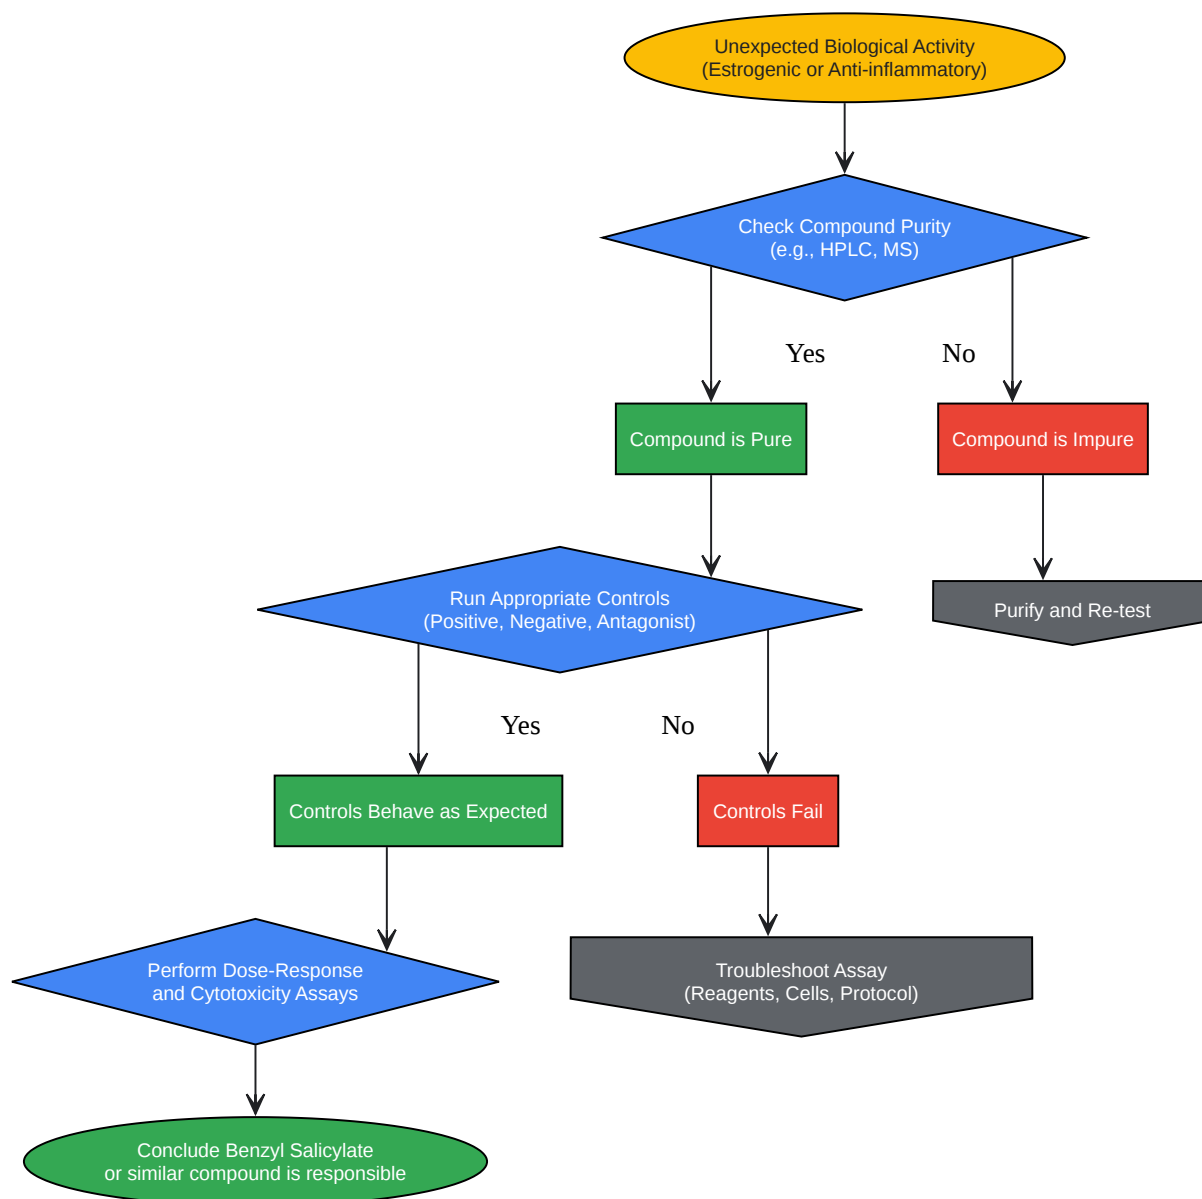 Unexpected Biological Activity
(Estrogenic or Anti-inflammatory)
Check Compound Purity
(e.g., HPLC, MS)
Yes
No
Compound is Pure
Compound is Impure
Run Appropriate Controls
(Positive, Negative, Antagonist)
Purify and Re-test
Yes
No
Controls Behave as Expected
Controls Fail
Perform Dose-Response
and Cytotoxicity Assays
Troubleshoot Assay
(Reagents, Cells, Protocol)
Conclude Benzyl Salicylate
or similar compound is responsible